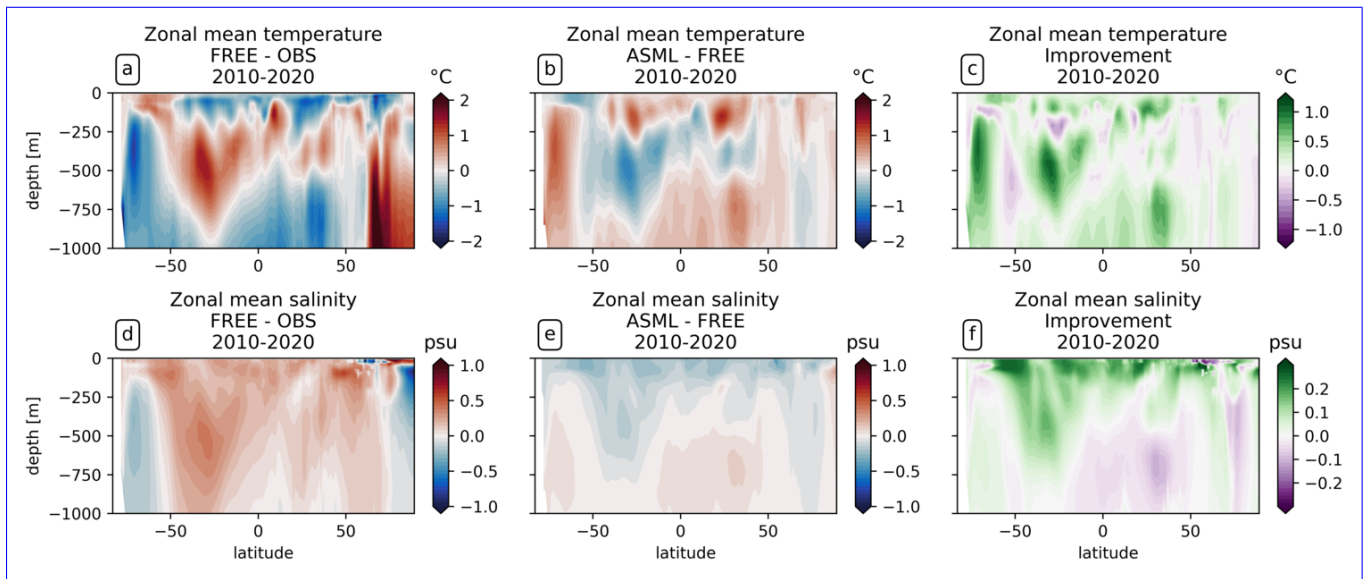 Zonal mean temperature
FREE - OBS
2010-2020
a
°C
Zonal mean temperature
ASML - FREE
2010-2020
b
°C
Zonal mean temperature
Improvement
2010-2020
c
°C
depth [m]
0
−250
−500
−750
−1000
−50
0
50
2
1
0
−1
−2
−50
0
50
2
1
0
−1
−2
−50
0
50
1.0
0.5
0.0
−0.5
−1.0
Zonal mean salinity
FREE - OBS
2010-2020
d
psu
Zonal mean salinity
ASML - FREE
2010-2020
e
psu
Zonal mean salinity
Improvement
2010-2020
f
psu
depth [m]
0
−250
−500
−750
−1000
−50
0
50
latitude
1.0
0.5
0.0
−0.5
−1.0
−50
0
50
latitude
1.0
0.5
0.0
−0.5
−1.0
−50
0
50
latitude
0.2
0.1
0.0
−0.1
−0.2